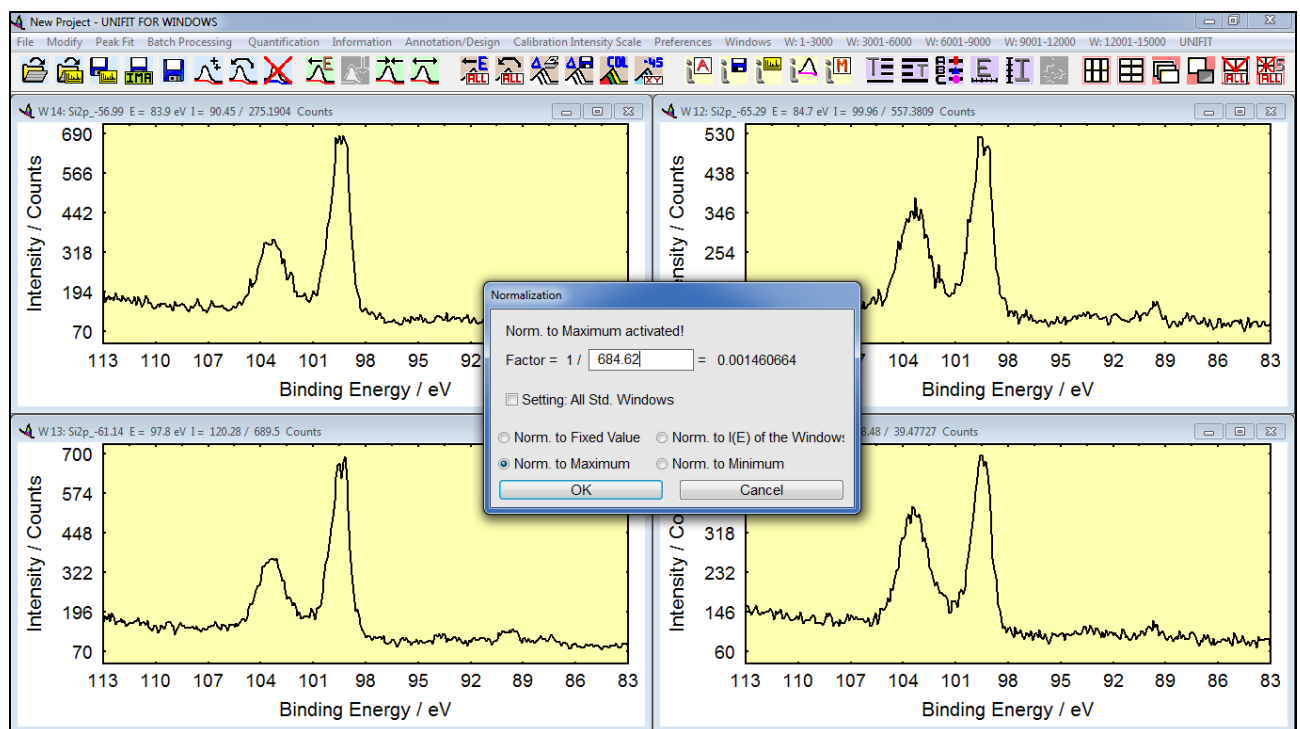 New Project - UNIFIT FOR WINDOWS
File Modify Peak Fit Batch Processing Quantification Information Annotation/Design Calibration Intensity Scale Preferences Windows W: 1-3000 W: 3001-6000 W: 6001-9000 W: 9001-12000 W: 12001-15000 UNIFIT
IMA E E ALL ALL COL -45 XY i A i i i i M T T E I ALL
W 14: Si2p_-56.99 E = 83.9 eV I = 90.45 / 275.1904 Counts
690
566
442
318
194
70
Intensity / Counts
113 110 107 104 101 98 95 92
Binding Energy / eV
W 12: Si2p_-65.29 E = 84.7 eV I = 99.96 / 557.3809 Counts
530
438
346
254
104 101 98 95 92 89 86 83
Binding Energy / eV
Normalization
Norm. to Maximum activated!
Factor = 1 / 684.62 = 0.001460664
Setting: All Std. Windows
Norm. to Fixed Value Norm. to I(E) of the Windows
Norm. to Maximum Norm. to Minimum
OK Cancel
W 13: Si2p_-61.14 E = 97.8 eV I = 120.28 / 689.5 Counts
700
574
448
322
196
70
Intensity / Counts
113 110 107 104 101 98 95 92 89 86 83
Binding Energy / eV
8.48 / 39.47727 Counts
318
232
146
60
113 110 107 104 101 98 95 92 89 86 83
Binding Energy / eV